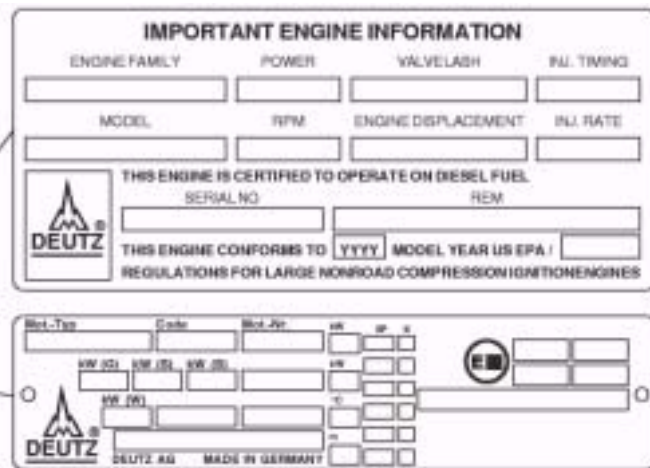 IMPORTANT ENGINE INFORMATION
ENGINE FAMILY POWER VALVE LASH INJ. TIMING
MODEL RPM ENGINE DISPLACEMENT INJ. RATE
THIS ENGINE IS CERTIFIED TO OPERATE ON DIESEL FUEL
SERIAL NO REM
DEUTZ ®
THIS ENGINE CONFORMS TO YYYY MODEL YEAR US EPA /
REGULATIONS FOR LARGE NONROAD COMPRESSION IGNITION ENGINES
Mot.-Typ Code Mot.-Nr. kW
kW (G) kW (S) kW (B) kW
kW (W) °C
DEUTZ ®
m
DEUTZ AG MADE IN GERMANY